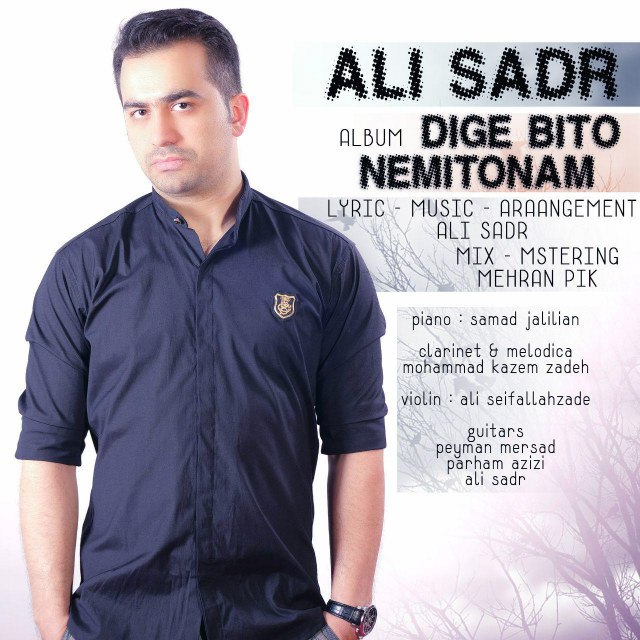 ALI SADR
ALBUM DIGE BITO
NEMITONAM
LYRIC - MUSIC - ARAANGEMENT
ALI SADR
MIX - MSTERING
MEHRAN PIK
piano : samad jalilian
clarinet & melodica
mohammad kazem zadeh
violin : ali seifallahzade
guitars
peyman mersad
parham azizi
ali sadr